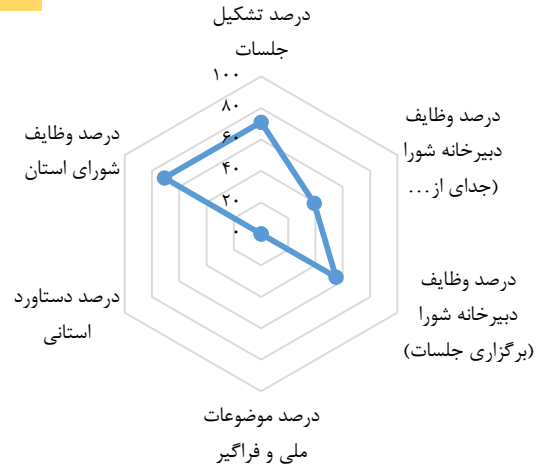 درصد تشکیل
جلسات
۱۰۰
۸۰
۶۰
۴۰
۲۰
۰
درصد وظایف
دبیرخانه شورا
(جدای از...
درصد وظایف
دبیرخانه شورا
(برگزاری جلسات)
درصد موضوعات
ملی و فراگیر
درصد دستاورد
استانی
درصد وظایف
شورای استان